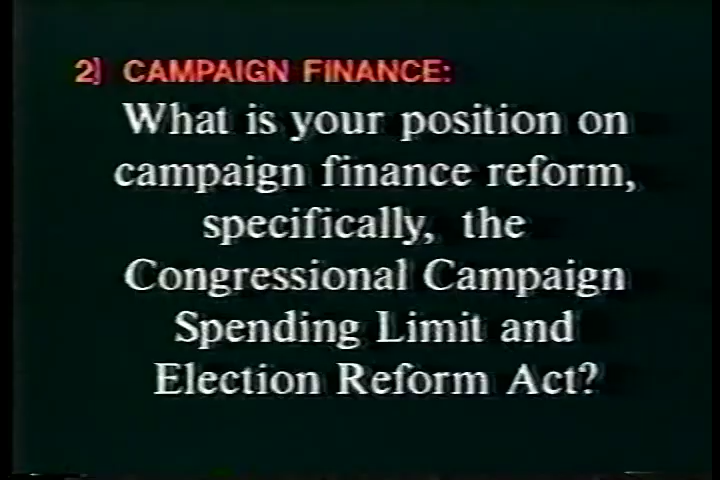 2) CAMPAIGN FINANCE:
What is your position on
campaign finance reform,
specifically, the
Congressional Campaign
Spending Limit and
Election Reform Act?